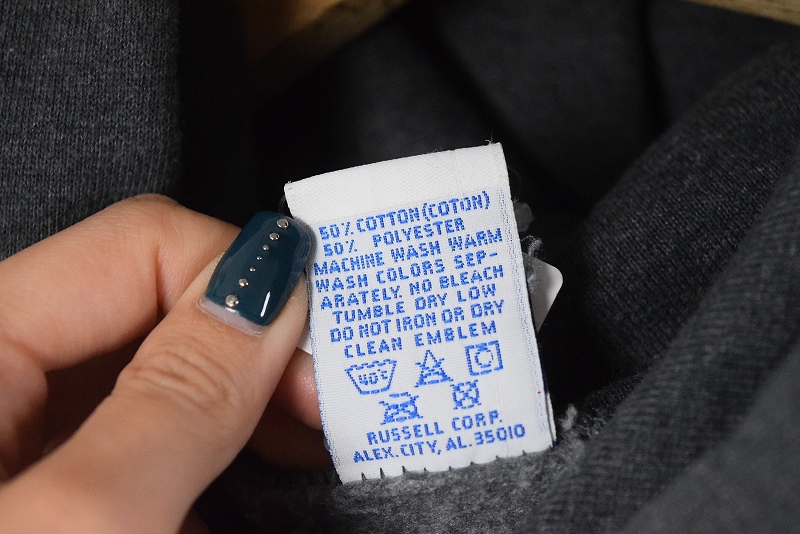 50% COTTON (COTON)
50% POLYESTER
MACHINE WASH WARM
WASH COLORS SEP-
ARATELY. NO BLEACH
TUMBLE DRY LOW
DO NOT IRON OR DRY
CLEAN EMBLEM
40C
RUSSELL CORP.
ALEX. CITY, AL. 35010